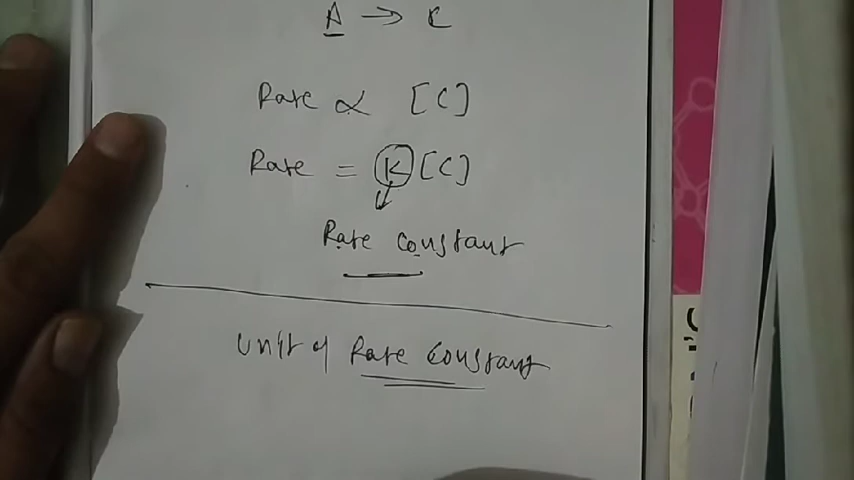 A → C
Rate ∝ [C]
Rate = K [C]
Rate constant
Unit of Rate constant